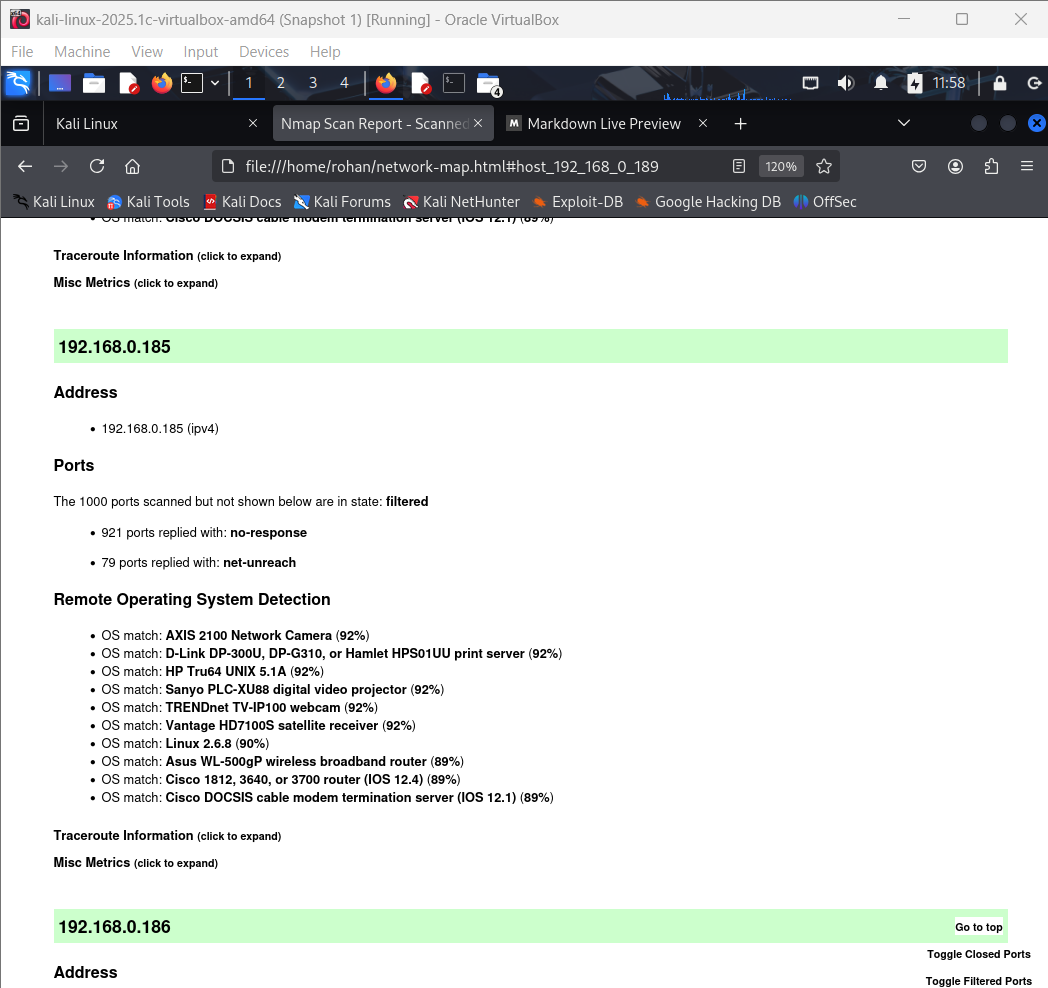 kali-linux-2025.1c-virtualbox-amd64 (Snapshot 1) [Running] - Oracle VirtualBox
File Machine View Input Devices Help
1 2 3 4 4 11:58
Kali Linux Nmap Scan Report - Scanned M Markdown Live Preview
file:///home/rohan/network-map.html#host_192_168_0_189 120%
Kali Linux Kali Tools Kali Docs Kali Forums Kali NetHunter Exploit-DB Google Hacking DB OffSec
OS match: Cisco DOCSIS cable modem termination server (IOS 12.1) (89%)
Traceroute Information (click to expand)
Misc Metrics (click to expand)
192.168.0.185
Address
• 192.168.0.185 (ipv4)
Ports
The 1000 ports scanned but not shown below are in state: filtered
• 921 ports replied with: no-response
• 79 ports replied with: net-unreach
Remote Operating System Detection
• OS match: AXIS 2100 Network Camera (92%)
• OS match: D-Link DP-300U, DP-G310, or Hamlet HPS01UU print server (92%)
• OS match: HP Tru64 UNIX 5.1A (92%)
• OS match: Sanyo PLC-XU88 digital video projector (92%)
• OS match: TRENDnet TV-IP100 webcam (92%)
• OS match: Vantage HD7100S satellite receiver (92%)
• OS match: Linux 2.6.8 (90%)
• OS match: Asus WL-500gP wireless broadband router (89%)
• OS match: Cisco 1812, 3640, or 3700 router (IOS 12.4) (89%)
• OS match: Cisco DOCSIS cable modem termination server (IOS 12.1) (89%)
Traceroute Information (click to expand)
Misc Metrics (click to expand)
192.168.0.186
Go to top
Toggle Closed Ports
Address
Toggle Filtered Ports